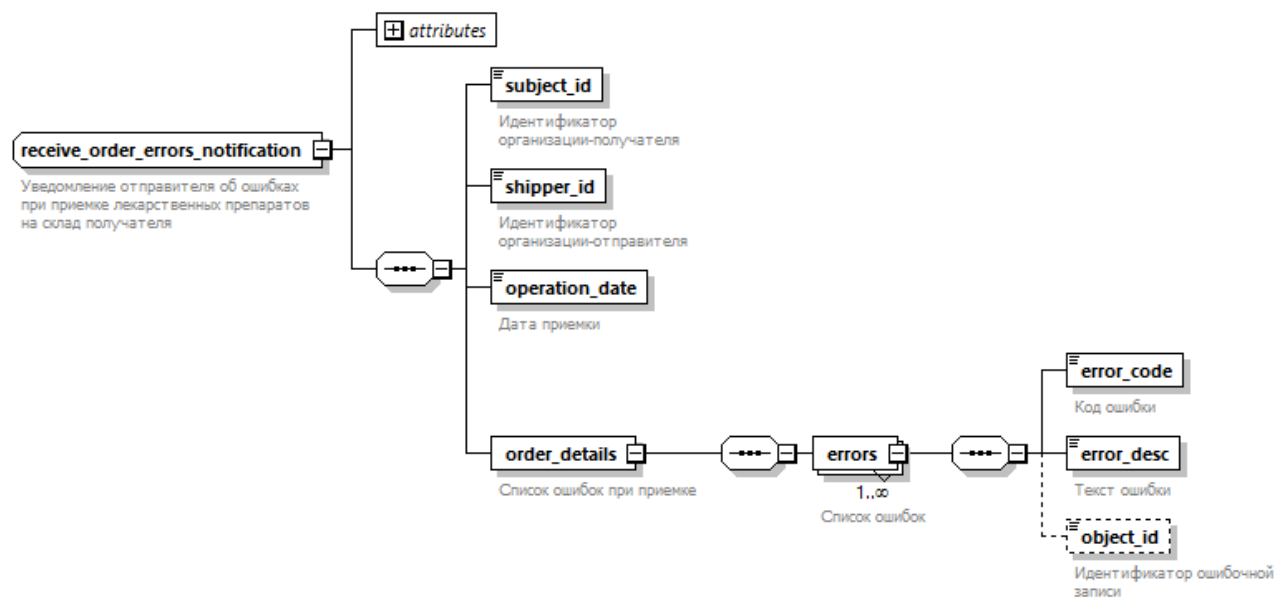 attributes
subject_id
Идентификатор
организации-получателя
receive_order_errors_notification
Уведомление отправителя об ошибках
при приемке лекарственных препаратов
на склад получателя
shipper_id
Идентификатор
организации-отправителя
operation_date
Дата приемки
order_details
Список ошибок при приемке
errors
1..∞
Список ошибок
error_code
Код ошибки
error_desc
Текст ошибки
object_id
Идентификатор ошибочной
записи